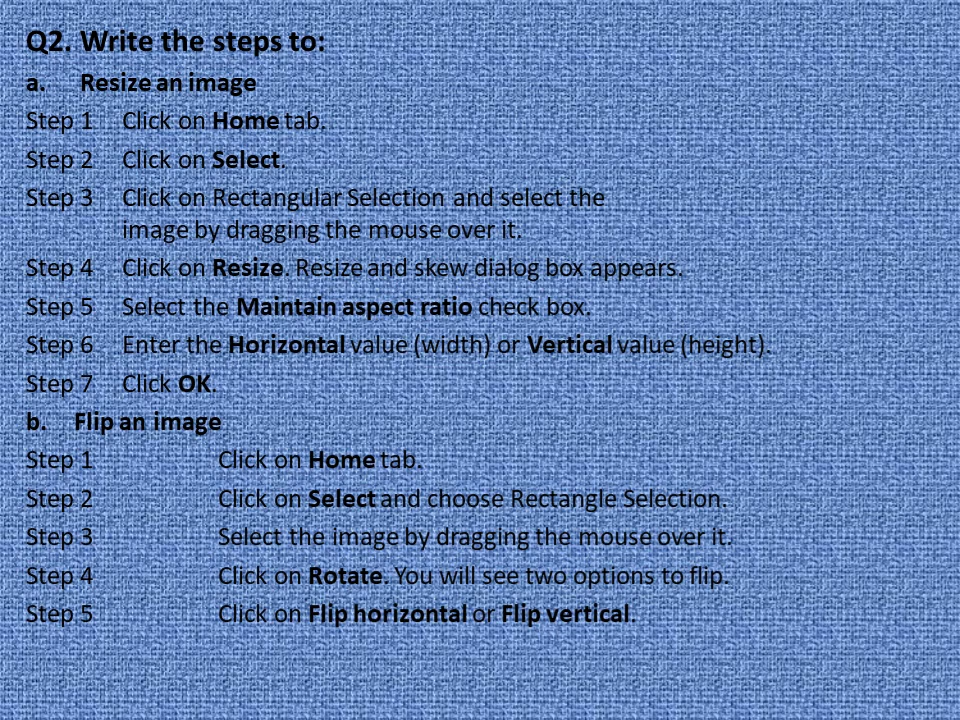 Q2. Write the steps to:
a. Resize an image
Step 1 Click on Home tab.
Step 2 Click on Select.
Step 3 Click on Rectangular Selection and select the
image by dragging the mouse over it.
Step 4 Click on Resize. Resize and skew dialog box appears.
Step 5 Select the Maintain aspect ratio check box.
Step 6 Enter the Horizontal value (width) or Vertical value (height).
Step 7 Click OK.
b. Flip an image
Step 1 Click on Home tab.
Step 2 Click on Select and choose Rectangle Selection.
Step 3 Select the image by dragging the mouse over it.
Step 4 Click on Rotate. You will see two options to flip.
Step 5 Click on Flip horizontal or Flip vertical.